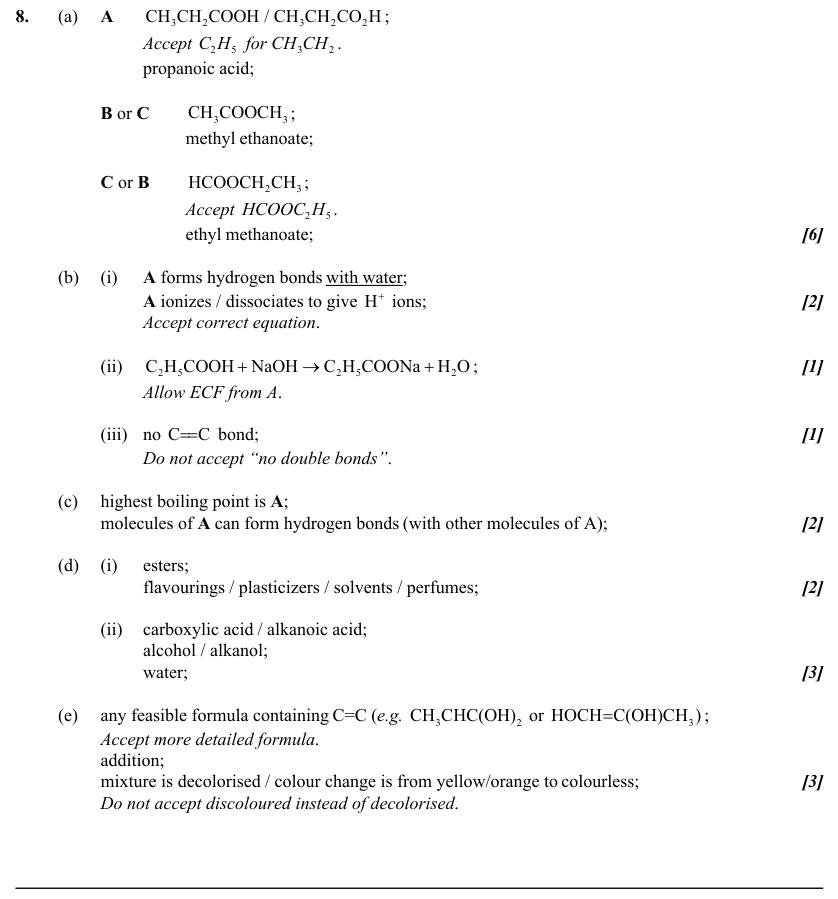 8. (a) A CH₃CH₂COOH / CH₃CH₂CO₂H;
Accept C₂H₅ for CH₃CH₂.
propanoic acid;
B or C CH₃COOCH₃;
methyl ethanoate;
C or B HCOOCH₂CH₃;
Accept HCOOC₂H₅.
ethyl methanoate; [6]
(b) (i) A forms hydrogen bonds with water;
A ionizes / dissociates to give H⁺ ions; [2]
Accept correct equation.
(ii) C₂H₅COOH + NaOH → C₂H₅COONa + H₂O; [1]
Allow ECF from A.
(iii) no C=C bond; [1]
Do not accept “no double bonds”.
(c) highest boiling point is A;
molecules of A can form hydrogen bonds (with other molecules of A); [2]
(d) (i) esters;
flavourings / plasticizers / solvents / perfumes; [2]
(ii) carboxylic acid / alkanoic acid;
alcohol / alkanol;
water; [3]
(e) any feasible formula containing C=C (e.g. CH₃CHC(OH)₂ or HOCH=C(OH)CH₃);
Accept more detailed formula.
addition;
mixture is decolorised / colour change is from yellow/orange to colourless; [3]
Do not accept discoloured instead of decolorised.